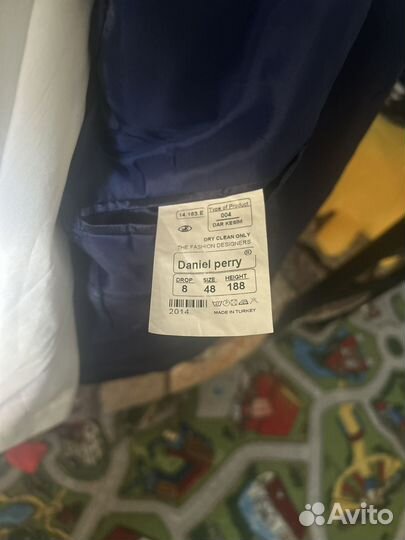 14.183.E
Type of Product
004
DAR KESIM
DRY CLEAN ONLY
THE FASHION DESIGNERS
Daniel perry ®
DROP SIZE HEIGHT
8 48 188
2014
MADE IN TURKEY
Avito